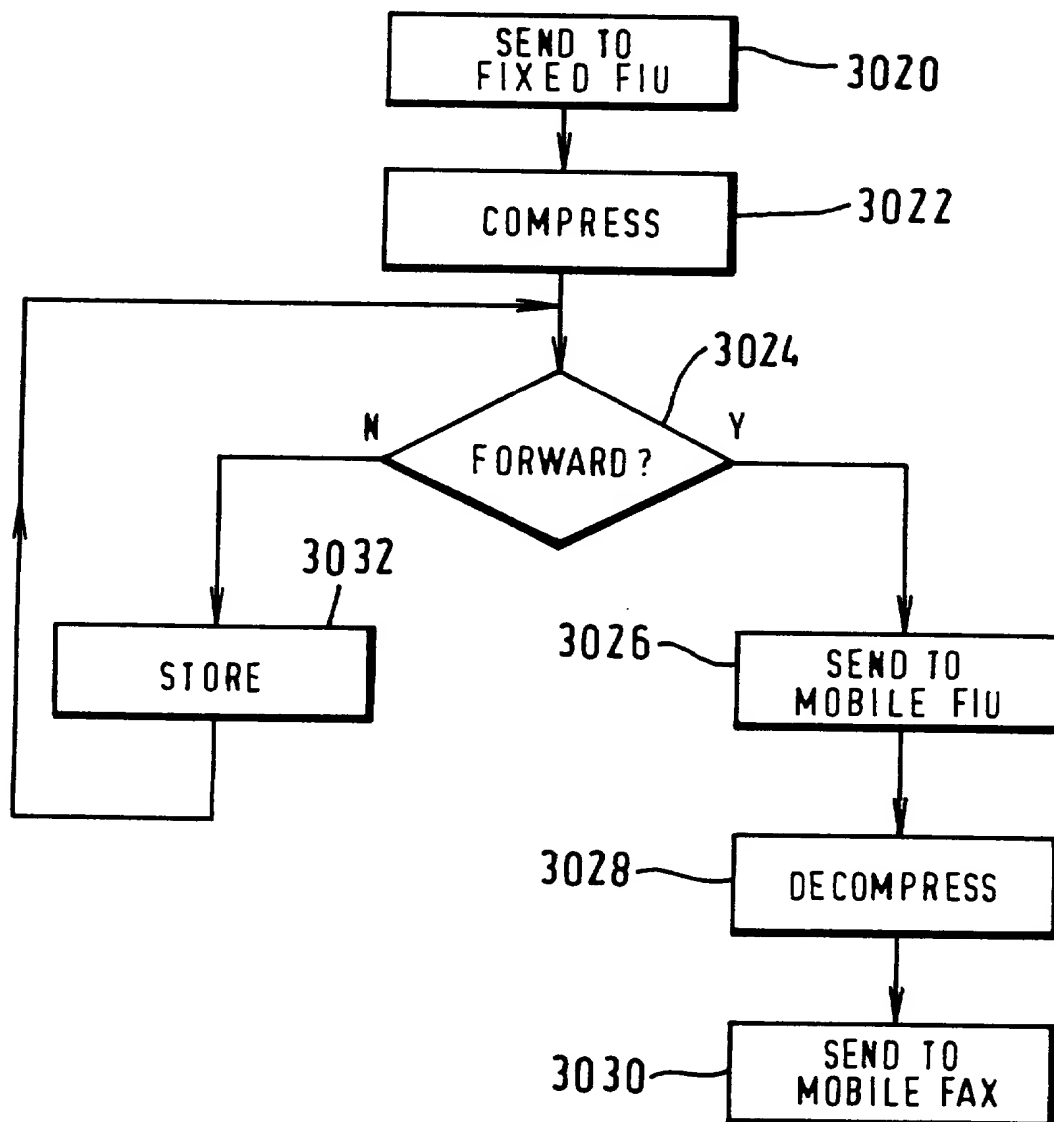 SEND TO
FIXED FIU
3020
COMPRESS
3022
3024
N
Y
FORWARD?
3032
STORE
3026
SEND TO
MOBILE FIU
3028
DECOMPRESS
3030
SEND TO
MOBILE FAX